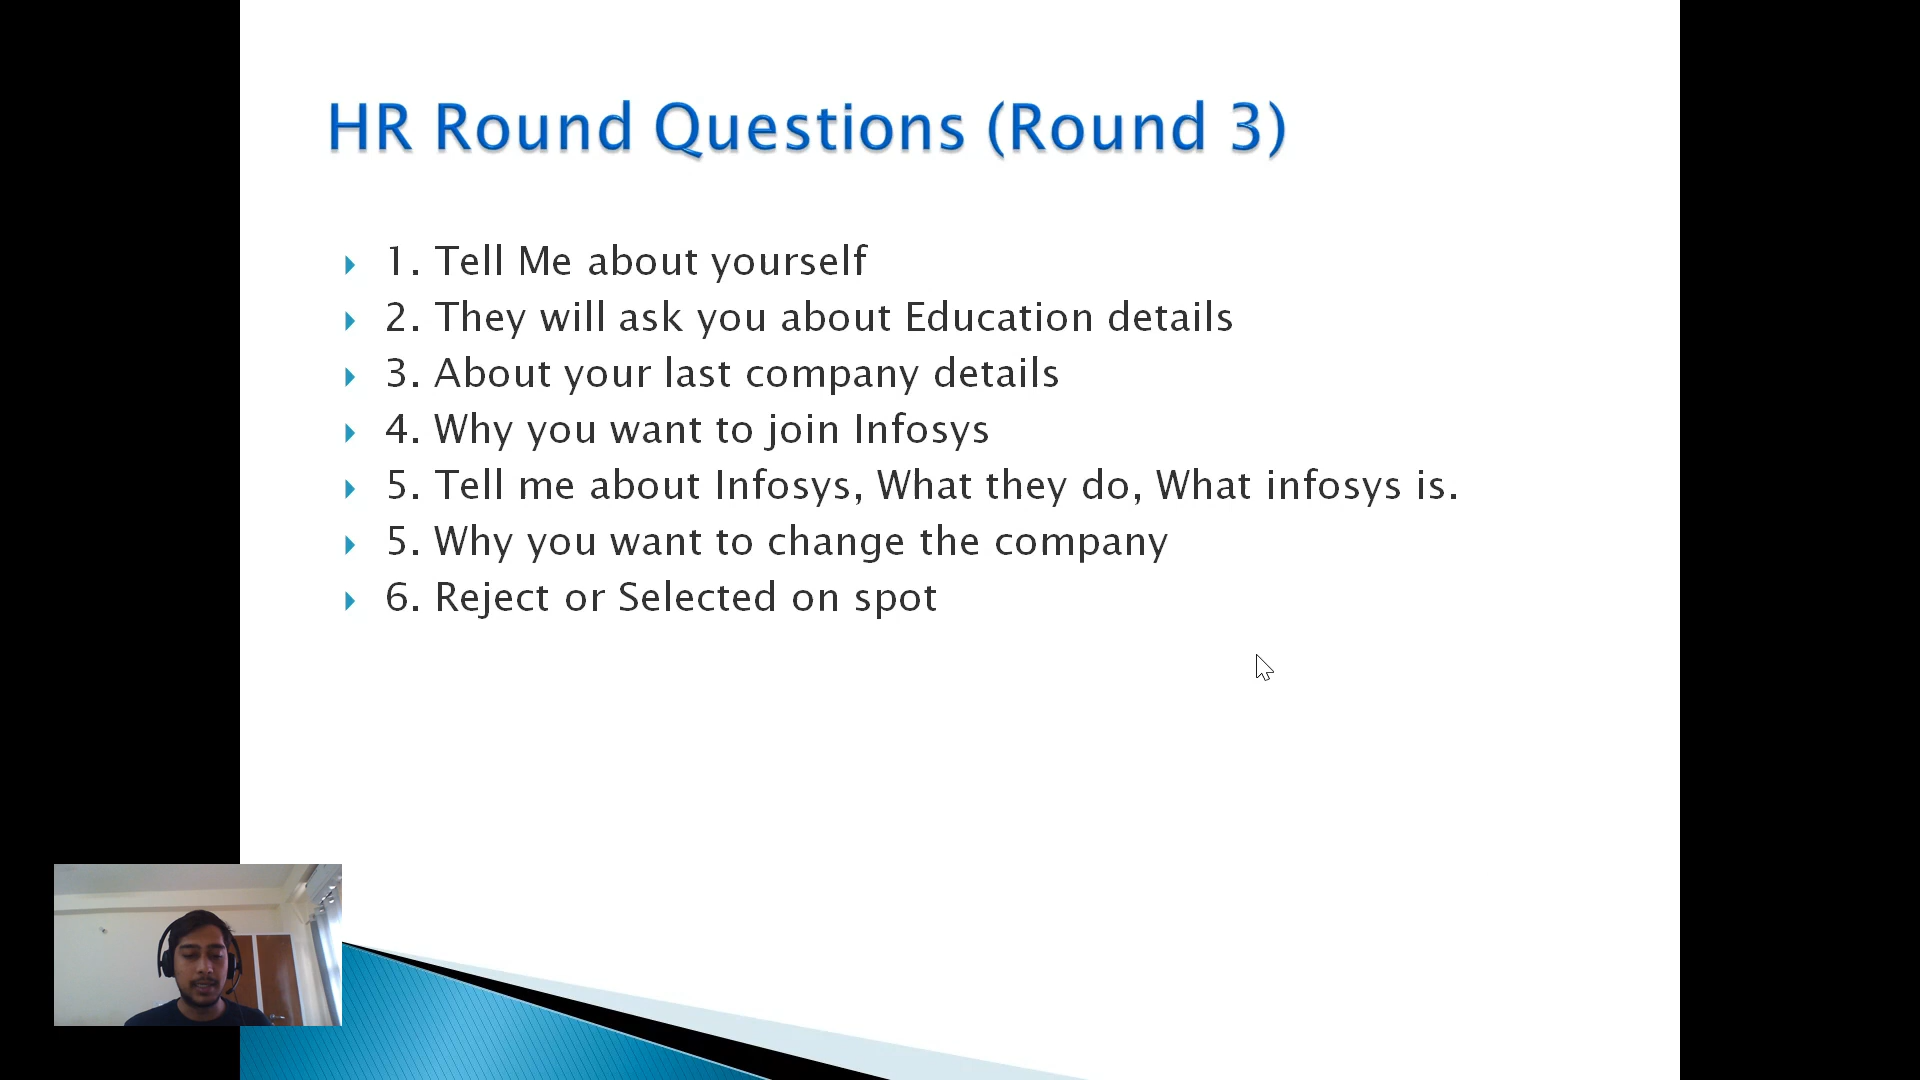 HR Round Questions (Round 3)
1. Tell Me about yourself
2. They will ask you about Education details
3. About your last company details
4. Why you want to join Infosys
5. Tell me about Infosys, What they do, What infosys is.
5. Why you want to change the company
6. Reject or Selected on spot